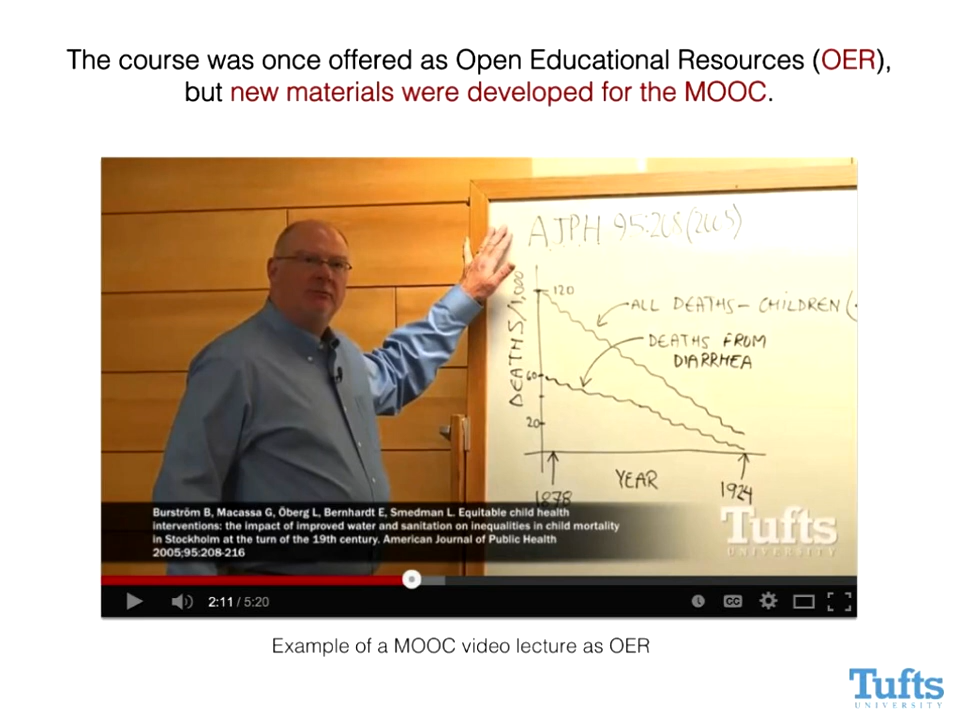 The course was once offered as Open Educational Resources (OER),
but new materials were developed for the MOOC.
AJPH 95:208 (2005)
DEATHS/1,000
120
ALL DEATHS – CHILDREN (
DEATHS FROM
DIARRHEA
60
20
YEAR
1878
1924
Burström B, Macassa G, Öberg L, Bernhardt E, Smedman L. Equitable child health
interventions: the impact of improved water and sanitation on inequalities in child mortality
in Stockholm at the turn of the 19th century. American Journal of Public Health
2005;95:208-216
Tufts
UNIVERSITY
2:11 / 5:20
CC
Example of a MOOC video lecture as OER
Tufts
UNIVERSITY